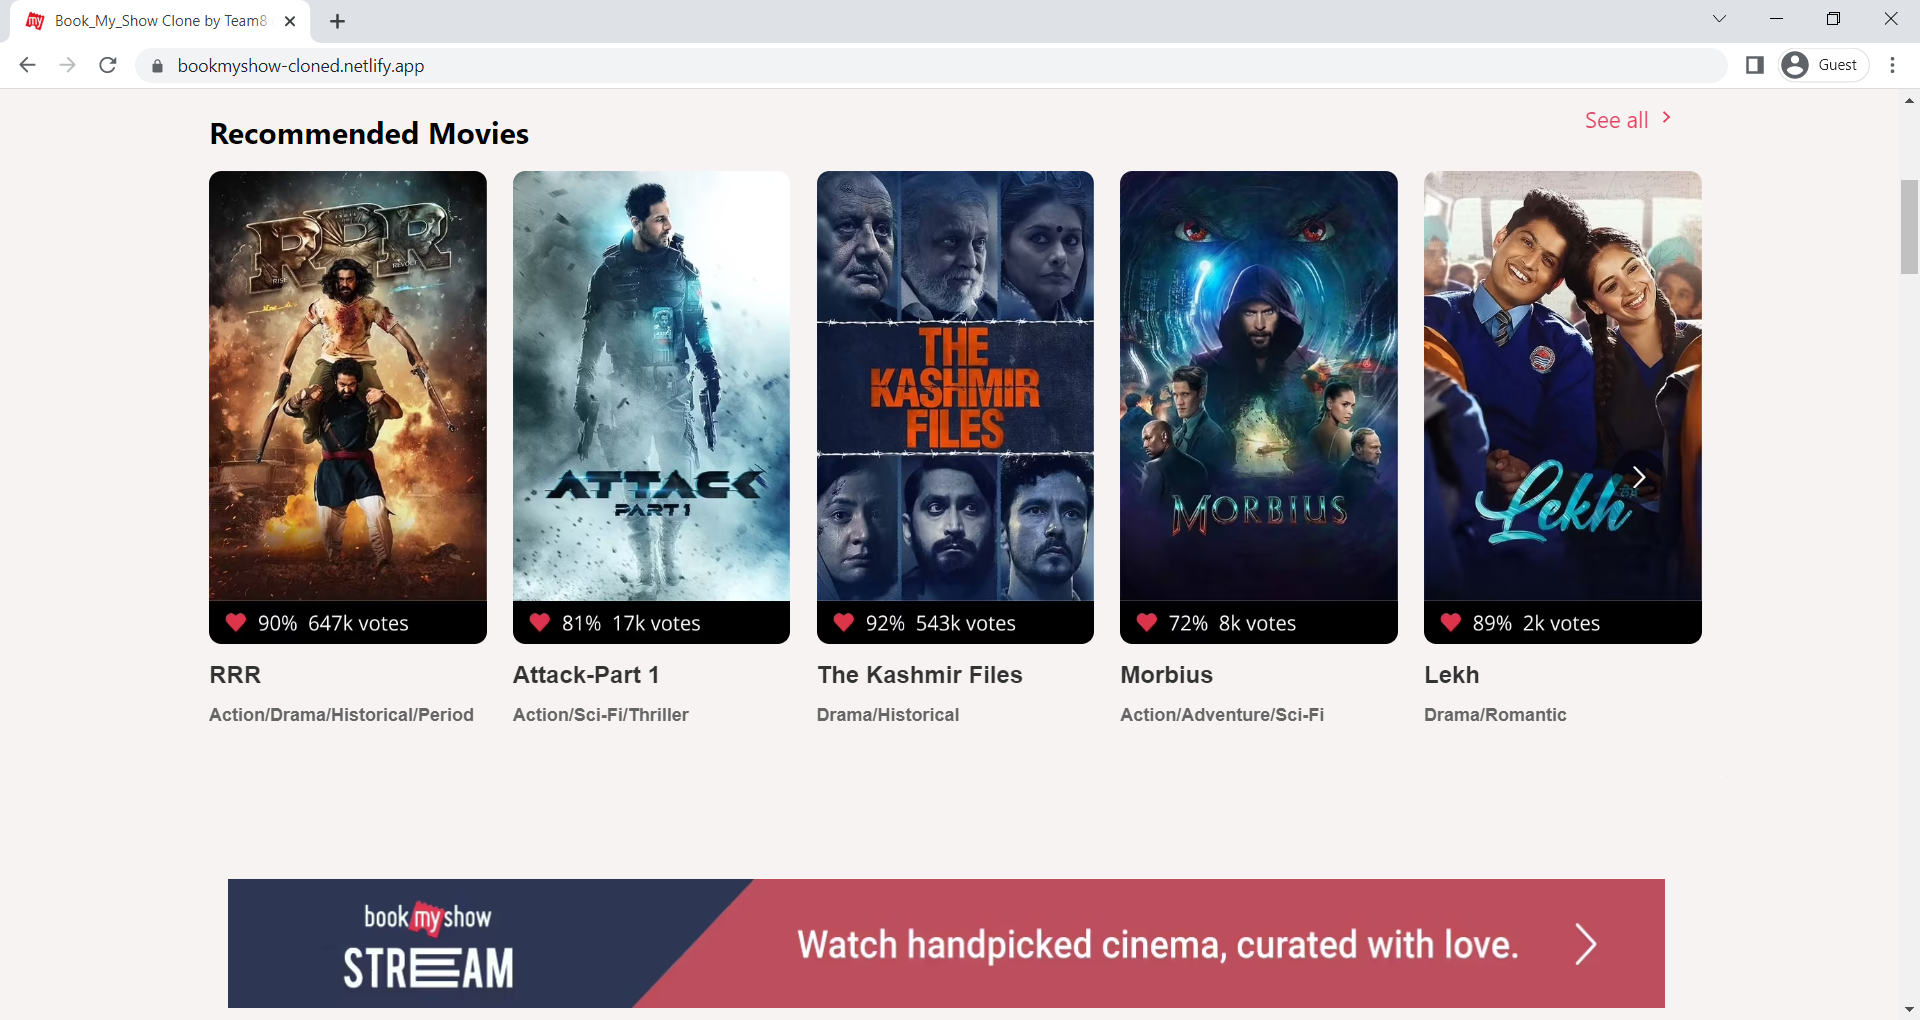 Book_My_Show Clone by Team8
bookmyshow-cloned.netlify.app
Guest
Recommended Movies
See all
RRR
RISE
REVOLT
ATTACK
PART 1
THE
KASHMIR
FILES
MORBIUS
Lekh
90% 647k votes
81% 17k votes
92% 543k votes
72% 8k votes
89% 2k votes
RRR
Attack-Part 1
The Kashmir Files
Morbius
Lekh
Action/Drama/Historical/Period
Action/Sci-Fi/Thriller
Drama/Historical
Action/Adventure/Sci-Fi
Drama/Romantic
book my show
STREAM
Watch handpicked cinema, curated with love.